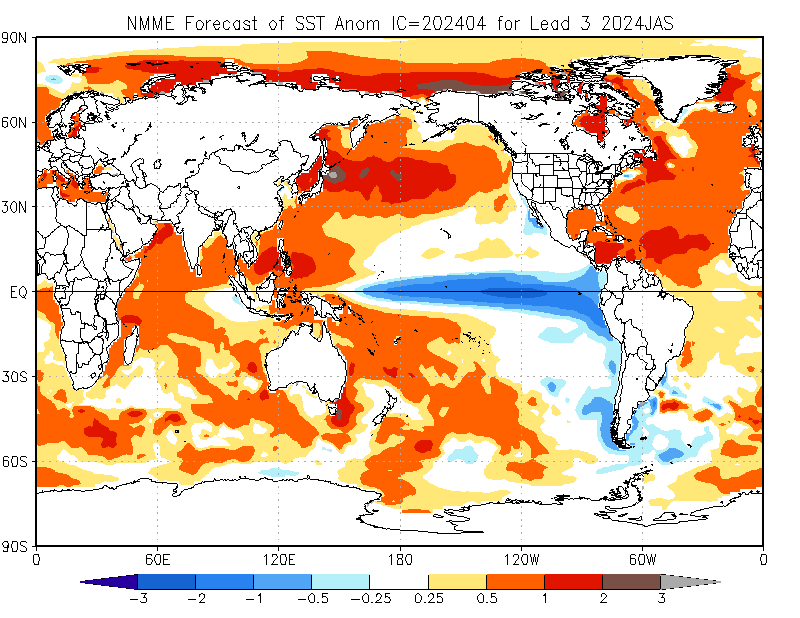 NMME Forecast of SST Anom IC=202404 for Lead 3 2024JAS
90N
60N
30N
EQ
30S
60S
90S
0 60E 120E 180 120W 60W 0
-3 -2 -1 -0.5 -0.25 0.25 0.5 1 2 3